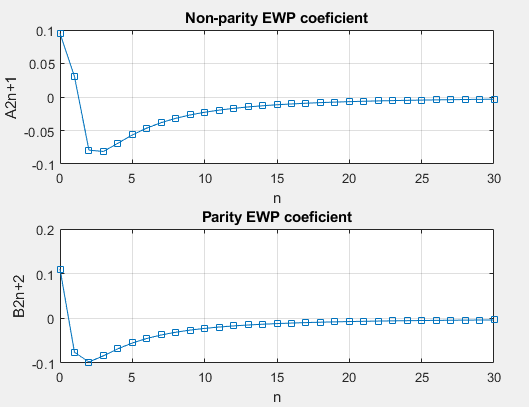 Non-parity EWP coeficient
0.1
0.05
0
-0.05
-0.1
A2n+1
0 5 10 15 20 25 30
n
Parity EWP coeficient
0.2
0.1
0
-0.1
B2n+2
0 5 10 15 20 25 30
n